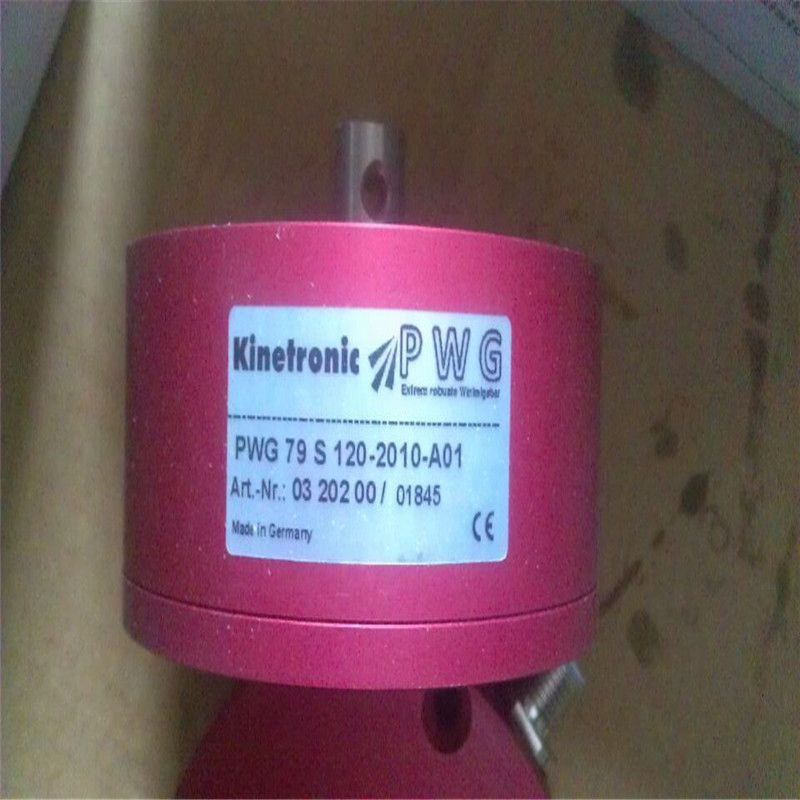 Kinetronic PWG
Extrem robuste Winkelgeber
PWG 79 S 120-2010-A01
Art.-Nr.: 03 202 00 / 01845
Made in Germany CE